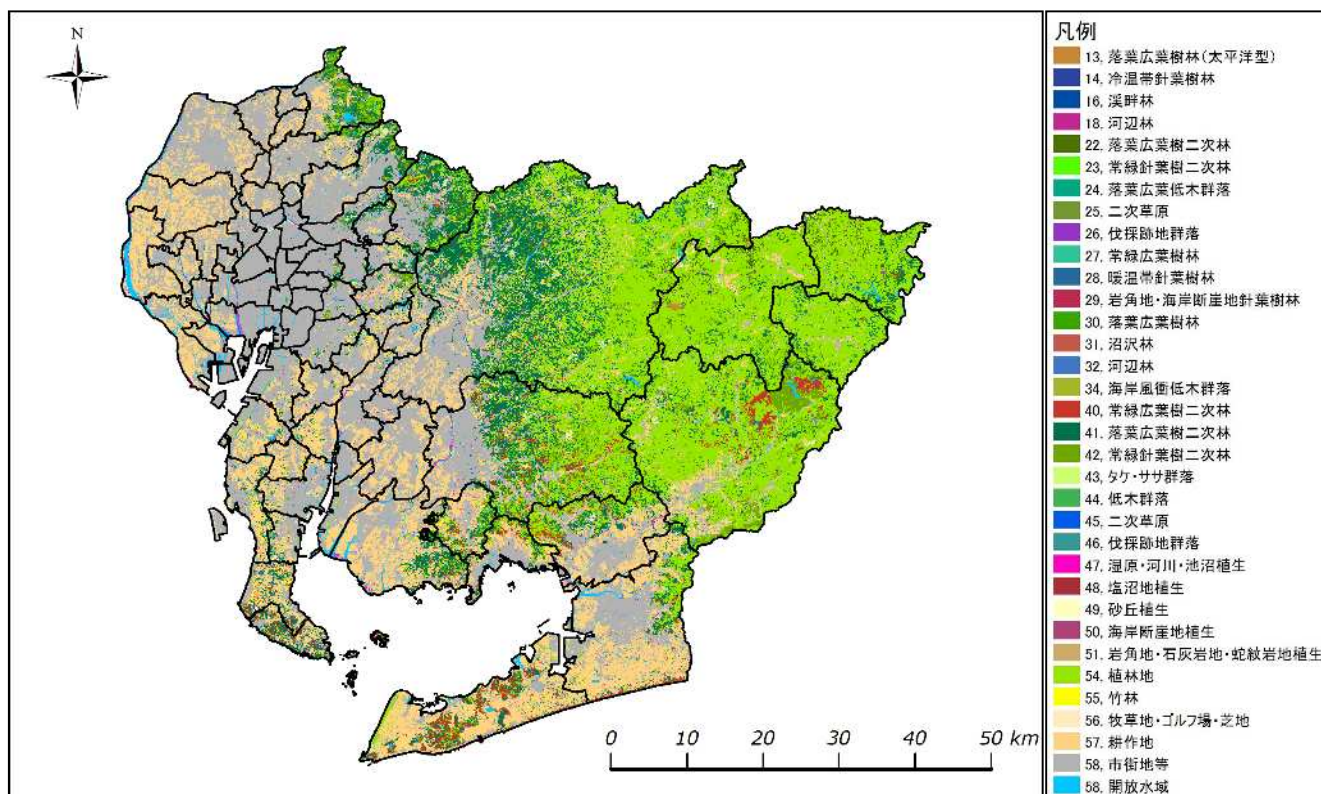 N
0 10 20 30 40 50 km
凡例
13, 落葉広葉樹林(太平洋型)
14, 冷温帯針葉樹林
16, 渓畔林
18, 河辺林
22, 落葉広葉樹二次林
23, 常緑針葉樹二次林
24, 落葉広葉低木群落
25, 二次草原
26, 伐採跡地群落
27, 常緑広葉樹林
28, 暖温帯針葉樹林
29, 岩角地・海岸断崖地針葉樹林
30, 落葉広葉樹林
31, 沼沢林
32, 河辺林
34, 海岸風衝低木群落
40, 常緑広葉樹二次林
41, 落葉広葉樹二次林
42, 常緑針葉樹二次林
43, タケ・ササ群落
44, 低木群落
45, 二次草原
46, 伐採跡地群落
47, 湿原・河川・池沼植生
48, 塩沼地植生
49, 砂丘植生
50, 海岸断崖地植生
51, 岩角地・石灰岩地・蛇紋岩地植生
54, 植林地
55, 竹林
56, 牧草地・ゴルフ場・芝地
57, 耕作地
58, 市街地等
58, 開放水域